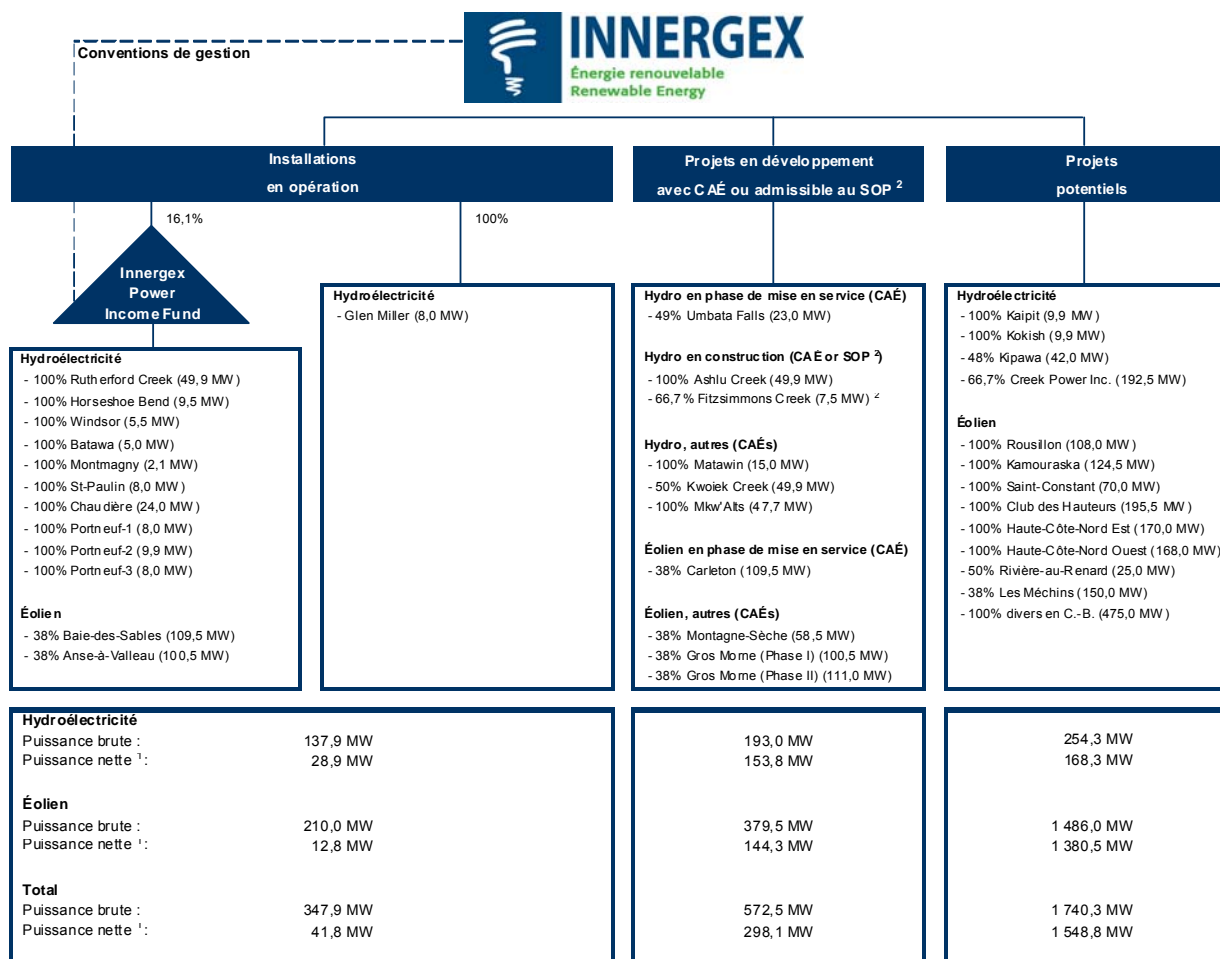 INNERGEX
Énergie renouvelable
Renewable Energy
Conventions de gestion
Installations
en opération
Projets en développement
avec CAÉ ou admissible au SOP ²
Projets
potentiels
16,1%
100%
Innergex
Power
Income Fund
Hydroélectricité
- 100% Rutherford Creek (49,9 MW)
- 100% Horseshoe Bend (9,5 MW)
- 100% Windsor (5,5 MW)
- 100% Batawa (5,0 MW)
- 100% Montmagny (2,1 MW)
- 100% St-Paulin (8,0 MW)
- 100% Chaudière (24,0 MW)
- 100% Portneuf-1 (8,0 MW)
- 100% Portneuf-2 (9,9 MW)
- 100% Portneuf-3 (8,0 MW)
Éolien
- 38% Baie-des-Sables (109,5 MW)
- 38% Anse-à-Valleau (100,5 MW)
Hydroélectricité
- Glen Miller (8,0 MW)
Hydro en phase de mise en service (CAÉ)
- 49% Umbata Falls (23,0 MW)
Hydro en construction (CAÉ or SOP ²)
- 100% Ashlu Creek (49,9 MW)
- 66,7% Fitzsimmons Creek (7,5 MW) ²
Hydro, autres (CAÉs)
- 100% Matawin (15,0 MW)
- 50% Kwoiek Creek (49,9 MW)
- 100% Mkw'Alts (47,7 MW)
Éolien en phase de mise en service (CAÉ)
- 38% Carleton (109,5 MW)
Éolien, autres (CAÉs)
- 38% Montagne-Sèche (58,5 MW)
- 38% Gros Morne (Phase I) (100,5 MW)
- 38% Gros Morne (Phase II) (111,0 MW)
Hydroélectricité
- 100% Kaipit (9,9 MW)
- 100% Kokish (9,9 MW)
- 48% Kipawa (42,0 MW)
- 66,7% Creek Power Inc. (192,5 MW)
Éolien
- 100% Rousillon (108,0 MW)
- 100% Kamouraska (124,5 MW)
- 100% Saint-Constant (70,0 MW)
- 100% Club des Hauteurs (195,5 MW)
- 100% Haute-Côte-Nord Est (170,0 MW)
- 100% Haute-Côte-Nord Ouest (168,0 MW)
- 50% Rivière-au-Renard (25,0 MW)
- 38% Les Méchins (150,0 MW)
- 100% divers en C.-B. (475,0 MW)
Hydroélectricité
Puissance brute : 137,9 MW 193,0 MW 254,3 MW
Puissance nette ¹: 28,9 MW 153,8 MW 168,3 MW
Éolien
Puissance brute : 210,0 MW 379,5 MW 1 486,0 MW
Puissance nette ¹: 12,8 MW 144,3 MW 1 380,5 MW
Total
Puissance brute : 347,9 MW 572,5 MW 1 740,3 MW
Puissance nette ¹: 41,8 MW 298,1 MW 1 548,8 MW